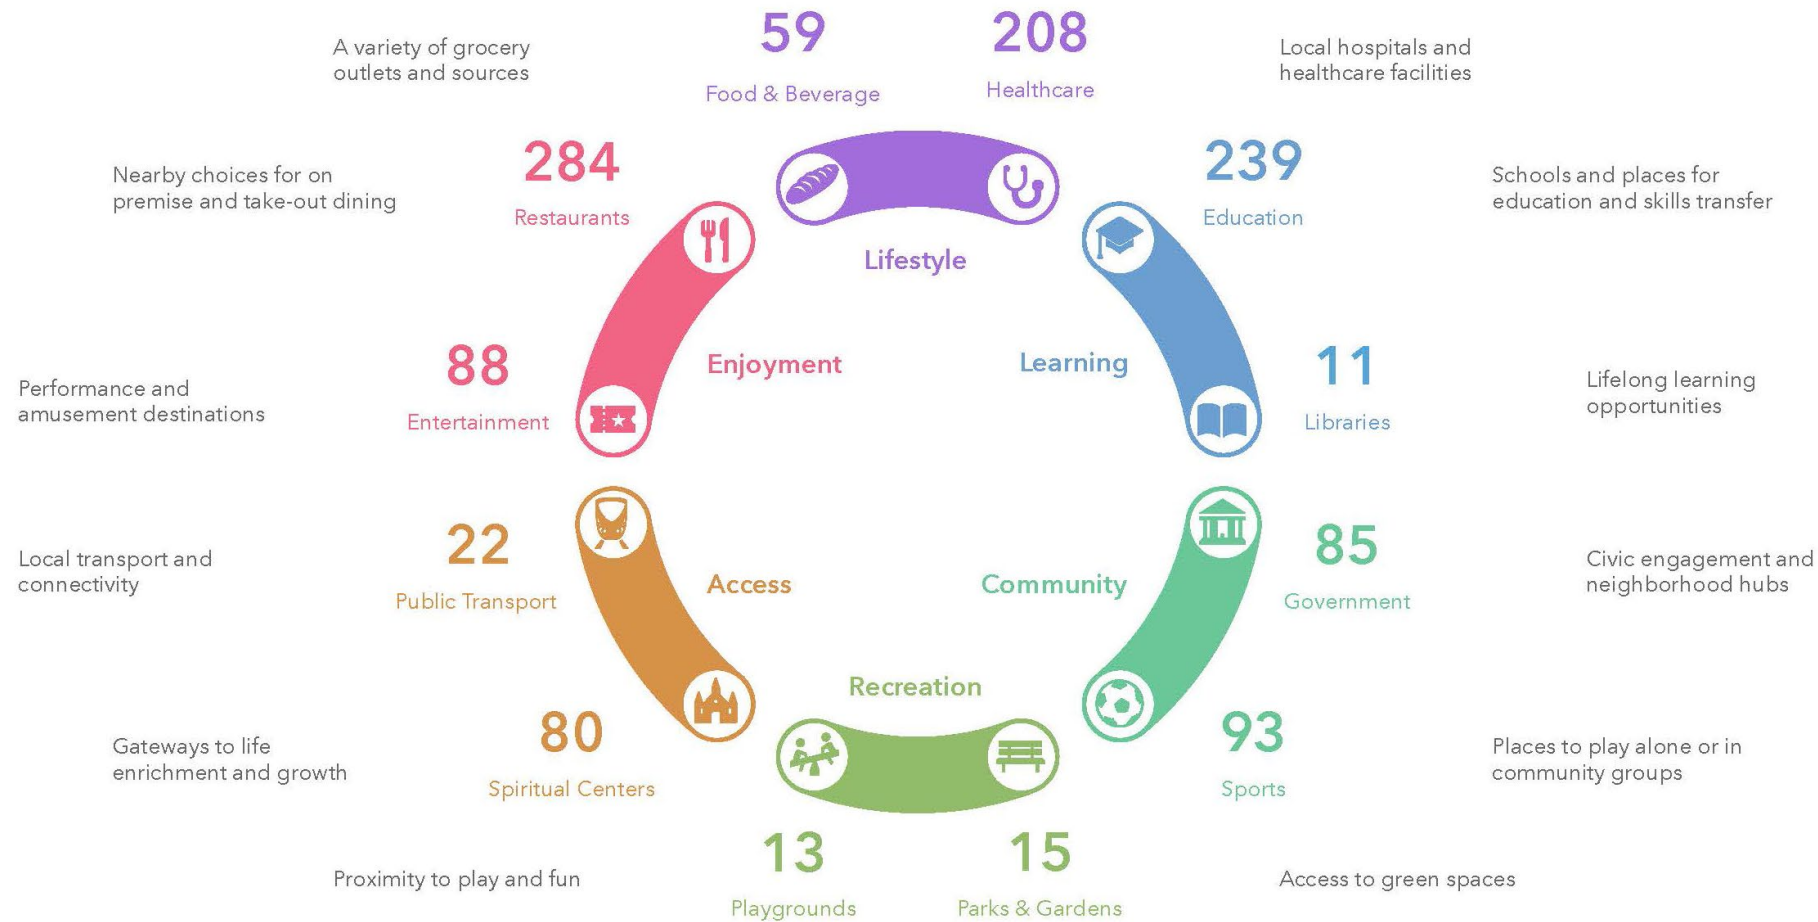 59
208
A variety of grocery
outlets and sources
Food & Beverage
Healthcare
Local hospitals and
healthcare facilities
284
239
Nearby choices for on
premise and take-out dining
Restaurants
Education
Schools and places for
education and skills transfer
Lifestyle
88
Enjoyment
Learning
11
Performance and
amusement destinations
Entertainment
Libraries
Lifelong learning
opportunities
22
85
Local transport and
connectivity
Public Transport
Access
Community
Government
Civic engagement and
neighborhood hubs
Recreation
80
93
Gateways to life
enrichment and growth
Spiritual Centers
Sports
Places to play alone or in
community groups
13
15
Proximity to play and fun
Playgrounds
Parks & Gardens
Access to green spaces